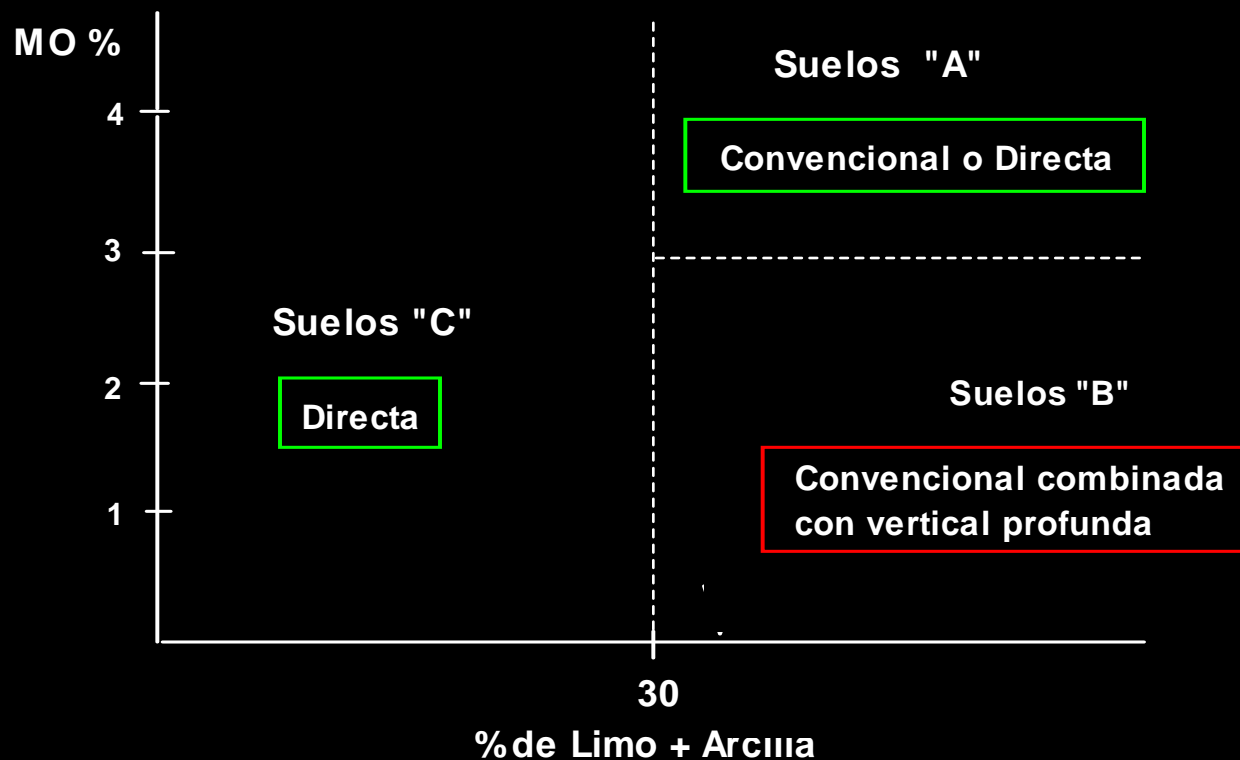 MO %
Suelos "A"
4
Convencional o Directa
3
Suelos "C"
2
Directa
Suelos "B"
Convencional combinada
con vertical profunda
1
30
% de Limo + Arcilla